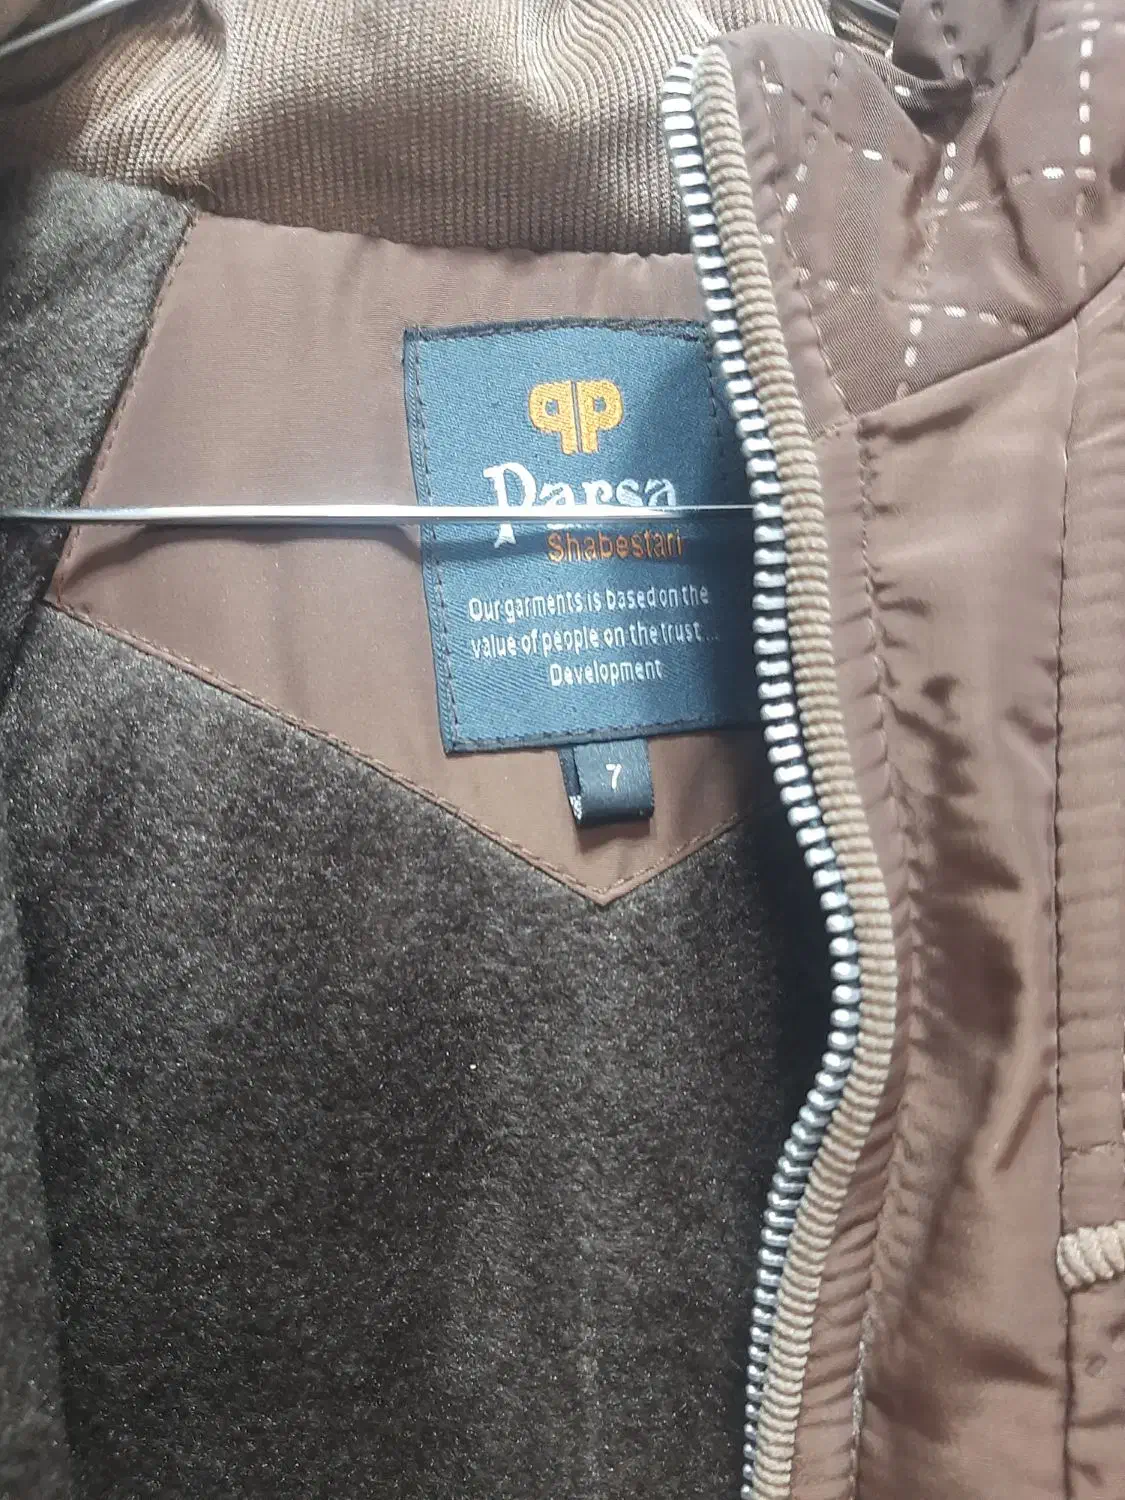 Parsa
Shabestari
Our garments is based on the
value of people on the trust...
Development
7